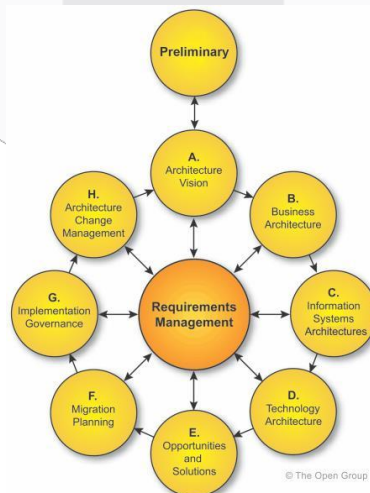 Preliminary
A.
Architecture
Vision
B.
Business
Architecture
C.
Information
Systems
Architectures
D.
Technology
Architecture
E.
Opportunities
and
Solutions
F.
Migration
Planning
G.
Implementation
Governance
H.
Architecture
Change
Management
Requirements
Management
© The Open Group